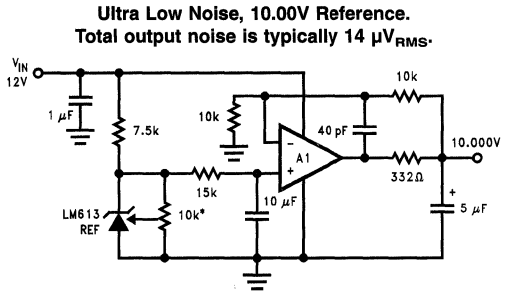 Ultra Low Noise, 10.00V Reference.
Total output noise is typically 14 µVRMS.
VIN
12V
1 µF
7.5k
10k
10k
40 pF
A1
−
+
10.000V
332Ω
15k
10 µF
+
5 µF
LM613
REF
10k*